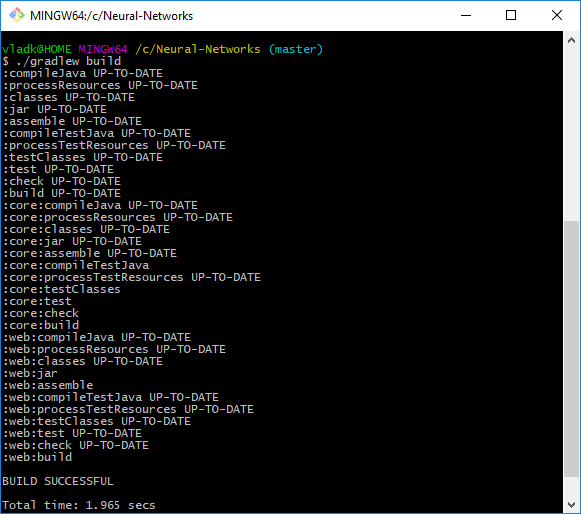 MINGW64:/c/Neural-Networks
vladk@HOME MINGW64 /c/Neural-Networks (master)
$ ./gradlew build
:compileJava UP-TO-DATE
:processResources UP-TO-DATE
:classes UP-TO-DATE
:jar UP-TO-DATE
:assemble UP-TO-DATE
:compileTestJava UP-TO-DATE
:processTestResources UP-TO-DATE
:testClasses UP-TO-DATE
:test UP-TO-DATE
:check UP-TO-DATE
:build UP-TO-DATE
:core:compileJava UP-TO-DATE
:core:processResources UP-TO-DATE
:core:classes UP-TO-DATE
:core:jar UP-TO-DATE
:core:assemble UP-TO-DATE
:core:compileTestJava
:core:processTestResources UP-TO-DATE
:core:testClasses
:core:test
:core:check
:core:build
:web:compileJava UP-TO-DATE
:web:processResources UP-TO-DATE
:web:classes UP-TO-DATE
:web:jar
:web:assemble
:web:compileTestJava UP-TO-DATE
:web:processTestResources UP-TO-DATE
:web:testClasses UP-TO-DATE
:web:test UP-TO-DATE
:web:check UP-TO-DATE
:web:build
BUILD SUCCESSFUL
Total time: 1.965 secs